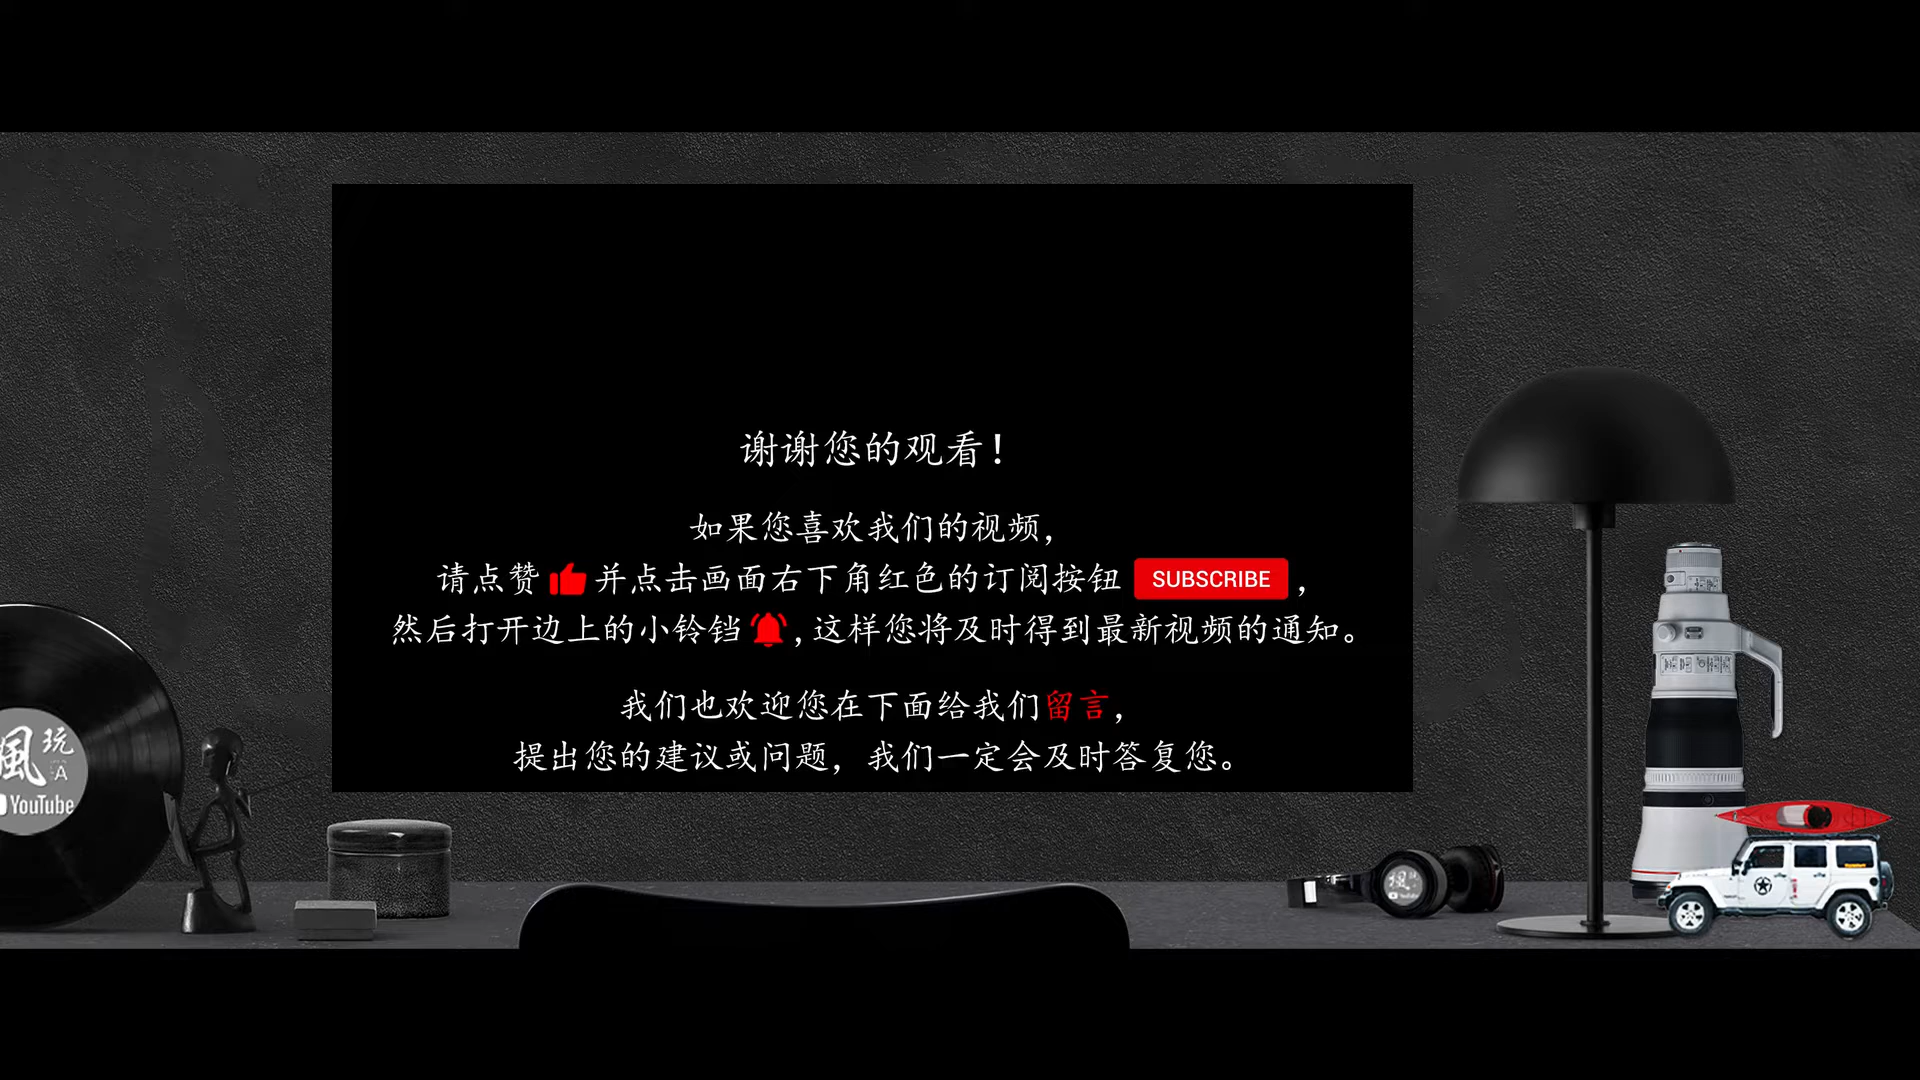 谢谢您的观看！
如果您喜欢我们的视频，
请点赞 并点击画面右下角红色的订阅按钮 SUBSCRIBE ，
然后打开边上的小铃铛 ，这样您将及时得到最新视频的通知。
我们也欢迎您在下面给我们留言，
提出您的建议或问题，我们一定会及时答复您。
風 玩
A
YouTube